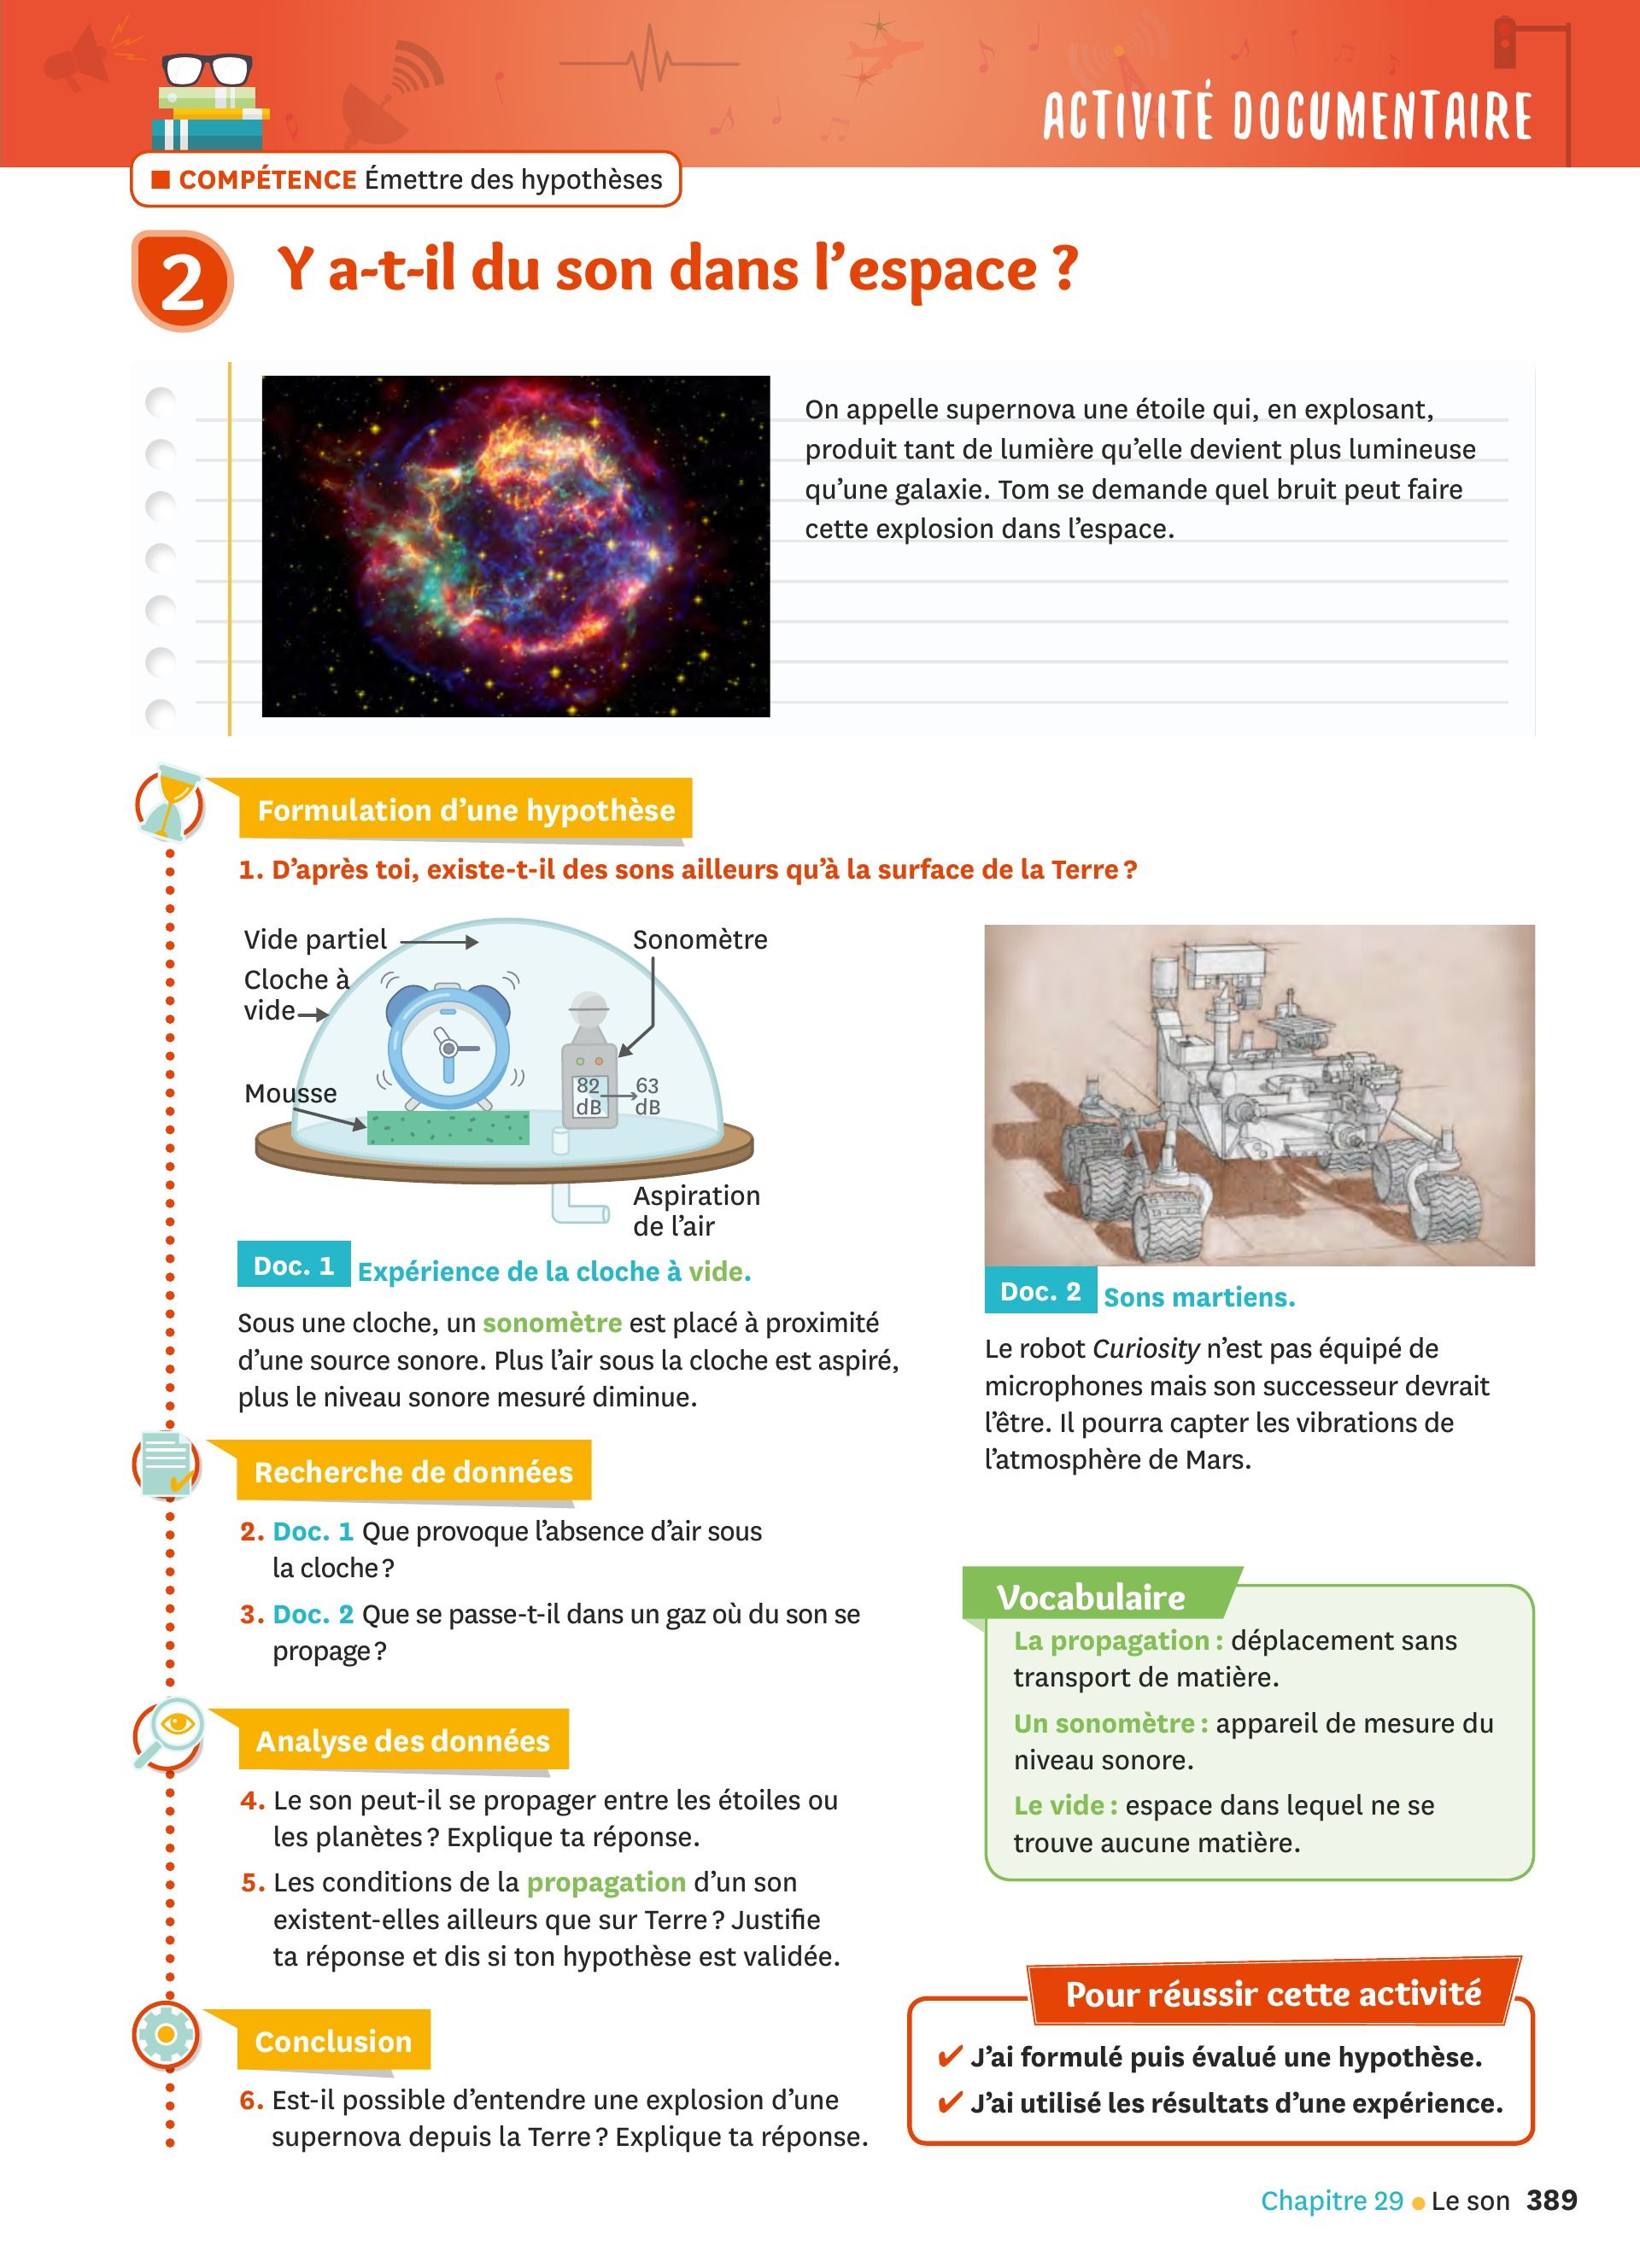 ACTIVITÉ DOCUMENTAIRE
COMPÉTENCE Émettre des hypothèses
2
Y a-t-il du son dans l’espace ?
On appelle supernova une étoile qui, en explosant,
produit tant de lumière qu’elle devient plus lumineuse
qu’une galaxie. Tom se demande quel bruit peut faire
cette explosion dans l’espace.
Formulation d’une hypothèse
1. D’après toi, existe-t-il des sons ailleurs qu’à la surface de la Terre ?
Vide partiel
Sonomètre
Cloche à
vide
Mousse
82
dB
63
dB
Aspiration
de l’air
Doc. 1 Expérience de la cloche à vide.
Sous une cloche, un sonomètre est placé à proximité
d’une source sonore. Plus l’air sous la cloche est aspiré,
plus le niveau sonore mesuré diminue.
Doc. 2 Sons martiens.
Le robot Curiosity n’est pas équipé de
microphones mais son successeur devrait
l’être. Il pourra capter les vibrations de
l’atmosphère de Mars.
Recherche de données
2. Doc. 1 Que provoque l’absence d’air sous
la cloche ?
3. Doc. 2 Que se passe-t-il dans un gaz où du son se
propage ?
Analyse des données
4. Le son peut-il se propager entre les étoiles ou
les planètes ? Explique ta réponse.
5. Les conditions de la propagation d’un son
existent-elles ailleurs que sur Terre ? Justifie
ta réponse et dis si ton hypothèse est validée.
Conclusion
6. Est-il possible d’entendre une explosion d’une
supernova depuis la Terre ? Explique ta réponse.
Vocabulaire
La propagation : déplacement sans
transport de matière.
Un sonomètre : appareil de mesure du
niveau sonore.
Le vide : espace dans lequel ne se
trouve aucune matière.
Pour réussir cette activité
✔ J’ai formulé puis évalué une hypothèse.
✔ J’ai utilisé les résultats d’une expérience.
Chapitre 29 • Le son 389